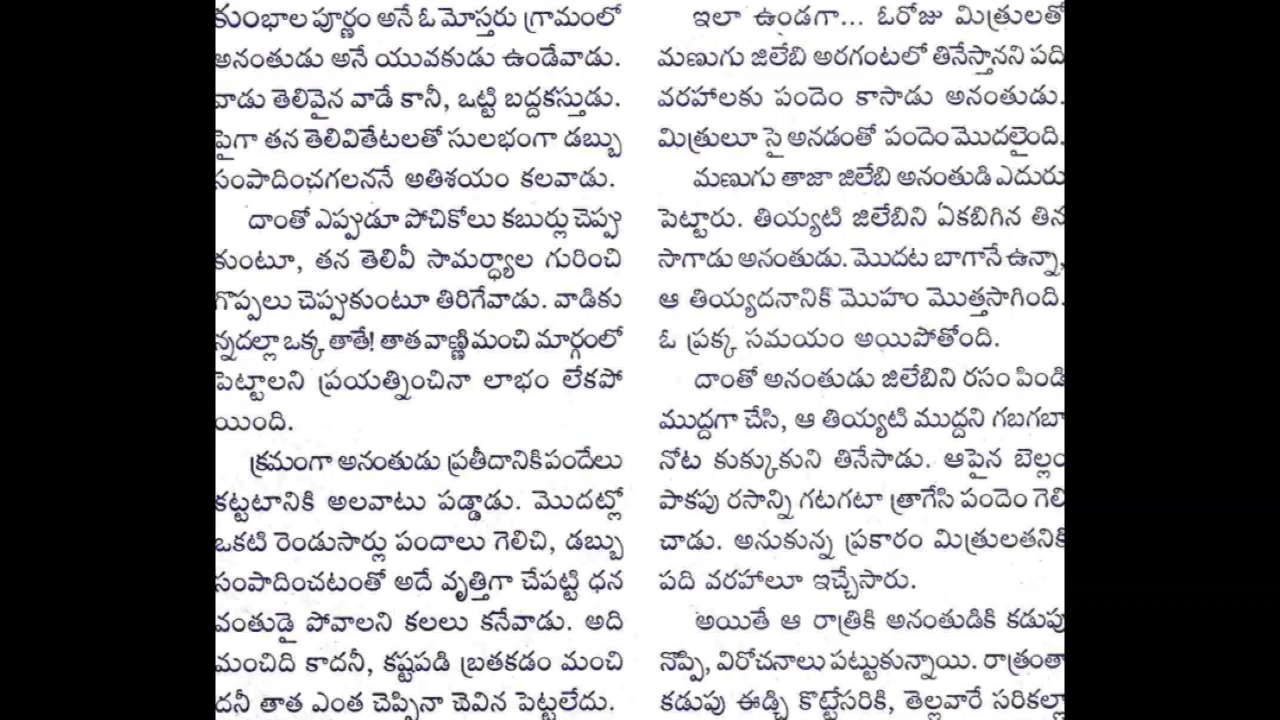 కుంభాల పూర్ణం అనే ఓ మోస్తరు గ్రామంలో
అనంతుడు అనే యువకుడు ఉండేవాడు.
వాడు తెలివైన వాడే కానీ, ఒట్టి బద్దకస్తుడు.
పైగా తన తెలివితేటలతో సులభంగా డబ్బు
సంపాదించగలననే అతిశయం కలవాడు.
దాంతో ఎప్పుడూ పోచికోలు కబుర్లు చెప్పు
కుంటూ, తన తెలివీ సామర్ధ్యాల గురించి
గొప్పలు చెప్పుకుంటూ తిరిగేవాడు. వాడికు
న్నదల్లా ఒక్క తాతే! తాత వాణ్ణి మంచి మార్గంలో
పెట్టాలని ప్రయత్నించినా లాభం లేకపో
యింది.
క్రమంగా అనంతుడు ప్రతీదానికి పందేలు
కట్టటానికి అలవాటు పడ్డాడు. మొదట్లో
ఒకటి రెండుసార్లు పందాలు గెలిచి, డబ్బు
సంపాదించటంతో అదే వృత్తిగా చేపట్టి ధన
వంతుడై పోవాలని కలలు కనేవాడు. అది
మంచిది కాదనీ, కష్టపడి బ్రతకడం మంచి
దనీ తాత ఎంత చెప్పినా చెవిన పెట్టలేదు.
ఇలా ఉండగా... ఓరోజు మిత్రులతో
మణుగు జిలేబి అరగంటలో తినేస్తానని పది
వరహాలకు పందెం కాసాడు అనంతుడు.
మిత్రులూ సై అనడంతో పందెం మొదలైంది.
మణుగు తాజా జిలేబి అనంతుడి ఎదురు
పెట్టారు. తియ్యటి జిలేబిని ఏకబిగిన తిన
సాగాడు అనంతుడు. మొదట బాగానే ఉన్నా,
ఆ తియ్యదనానికి మొహం మొత్తసాగింది.
ఓ ప్రక్క సమయం అయిపోతోంది.
దాంతో అనంతుడు జిలేబిని రసం పిండి
ముద్దగా చేసి, ఆ తియ్యటి ముద్దని గబగబా
నోట కుక్కుకుని తినేసాడు. ఆపైన బెల్లం
పాకపు రసాన్ని గటగటా త్రాగేసి పందెం గెలి
చాడు. అనుకున్న ప్రకారం మిత్రులతనికి
పది వరహాలూ ఇచ్చేసారు.
అయితే ఆ రాత్రికి అనంతుడికి కడుపు
నొప్పి, విరోచనాలు పట్టుకున్నాయి. రాత్రంతా
కడుపు ఈడ్చి కొట్టేసరికి, తెల్లవారే సరికల్లా